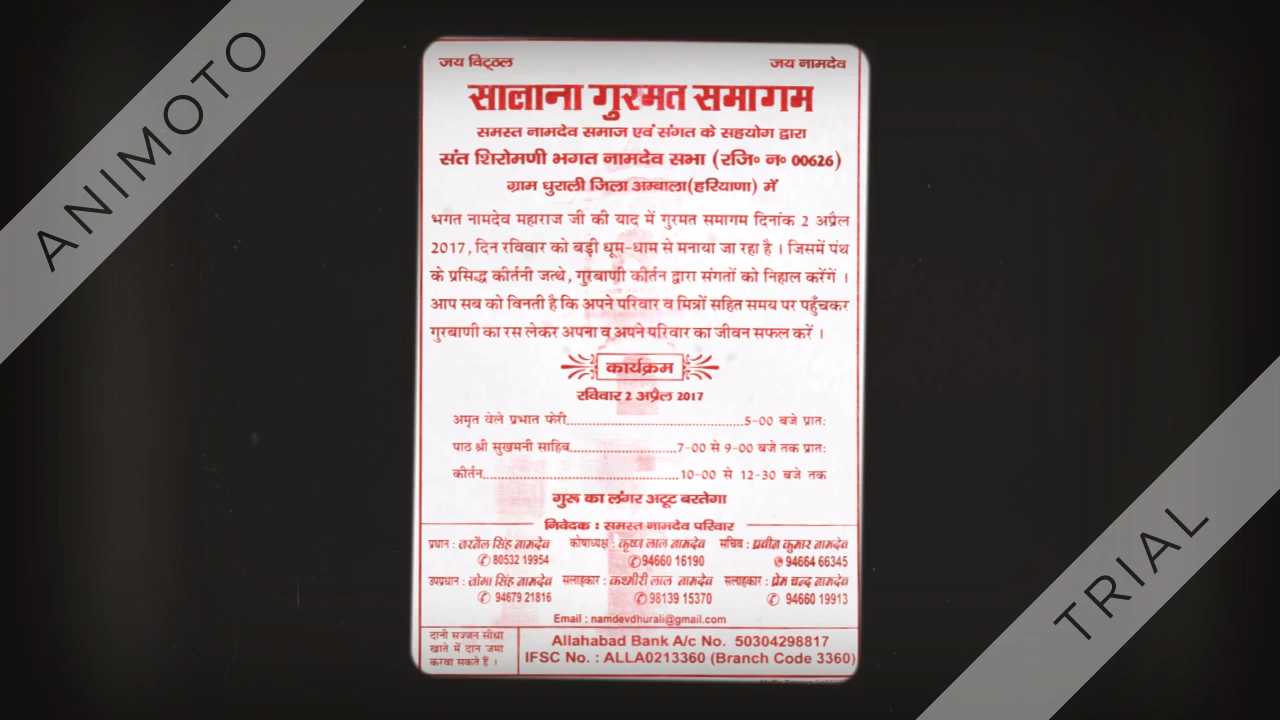 ANIMOTO
जय विट्ठल जय नामदेव
सालाना गुरमत समागम
समस्त नामदेव समाज एवं संगत के सहयोग द्वारा
संत शिरोमणी भगत नामदेव सभा (रजि॰ न॰ 00626)
ग्राम धुराली जिला अम्बाला(हरियाणा) में
भगत नामदेव महाराज जी की याद में गुरमत समागम दिनांक 2 अप्रैल
2017, दिन रविवार को बड़ी धूम-धाम से मनाया जा रहा है । जिसमें पंथ
के प्रसिद्ध कीर्तनी जत्थे, गुरबाणी कीर्तन द्वारा संगतों को निहाल करेंगें ।
आप सब को विनती है कि अपने परिवार व मित्रों सहित समय पर पहुँचकर
गुरबाणी का रस लेकर अपना व अपने परिवार का जीवन सफल करें ।
कार्यक्रम
रविवार 2 अप्रैल 2017
अमृत वेले प्रभात फेरी..............................5-00 बजे प्रात:
पाठ श्री सुखमनी साहिब....................7-00 से 9-00 बजे तक प्रात:
कीर्तन....................................10-00 से 12-30 बजे तक
गुरू का लंगर अटूट बरतेगा
निवेदक : समस्त नामदेव परिवार
प्रधान : जरनैल सिंह नामदेव कोषाध्यक्ष : कृष्ण लाल नामदेव सचिव : प्रवीन कुमार नामदेव
✆ 80532 19954 ✆ 94660 16190 ✆ 94664 66345
उपप्रधान : सिंह नामदेव सलाहकार : कश्मीरी लाल नामदेव सलाहकार : प्रेम चन्द नामदेव
✆ 94679 21816 ✆ 98139 15370 ✆ 94660 19913
Email : namdevdhurali@gmail.com
दानी सज्जन सीधा
खाते में दान जमा
करवा सकते हैं ।
Allahabad Bank A/c No. 50304298817
IFSC No. : ALLA0213360 (Branch Code 3360)
TRIAL